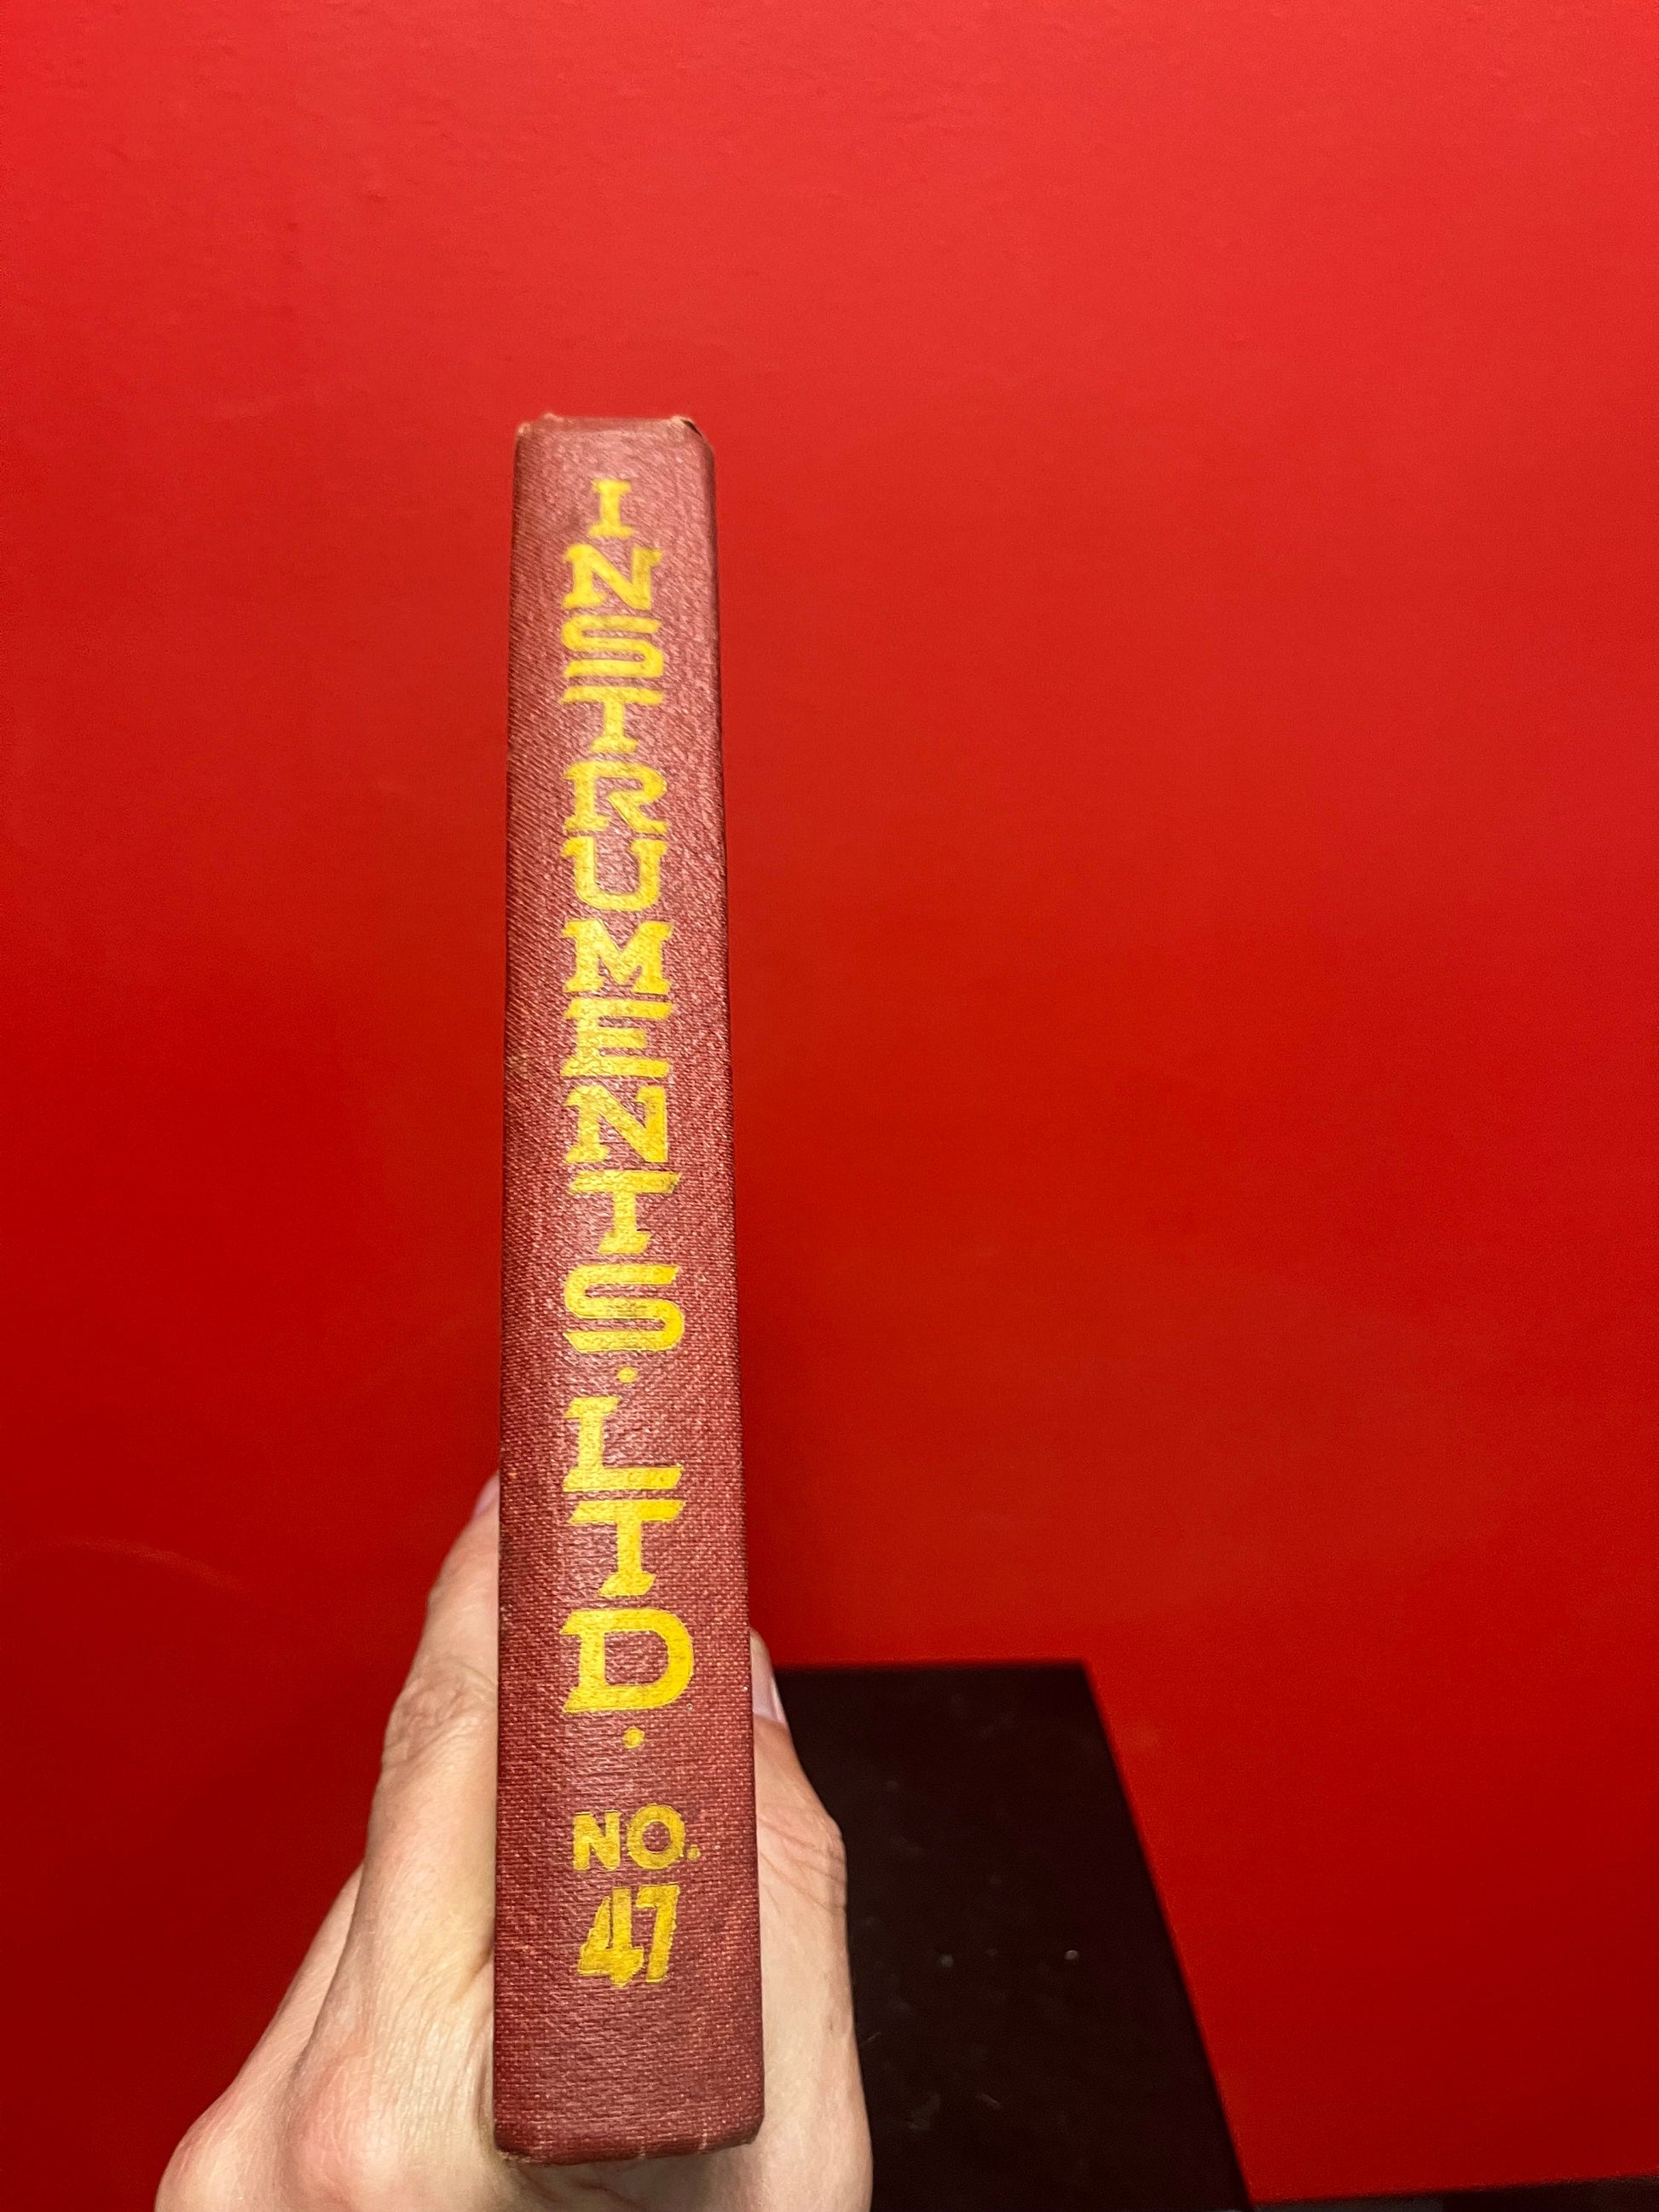 INSTRUMENTS. LTD.
NO.
47